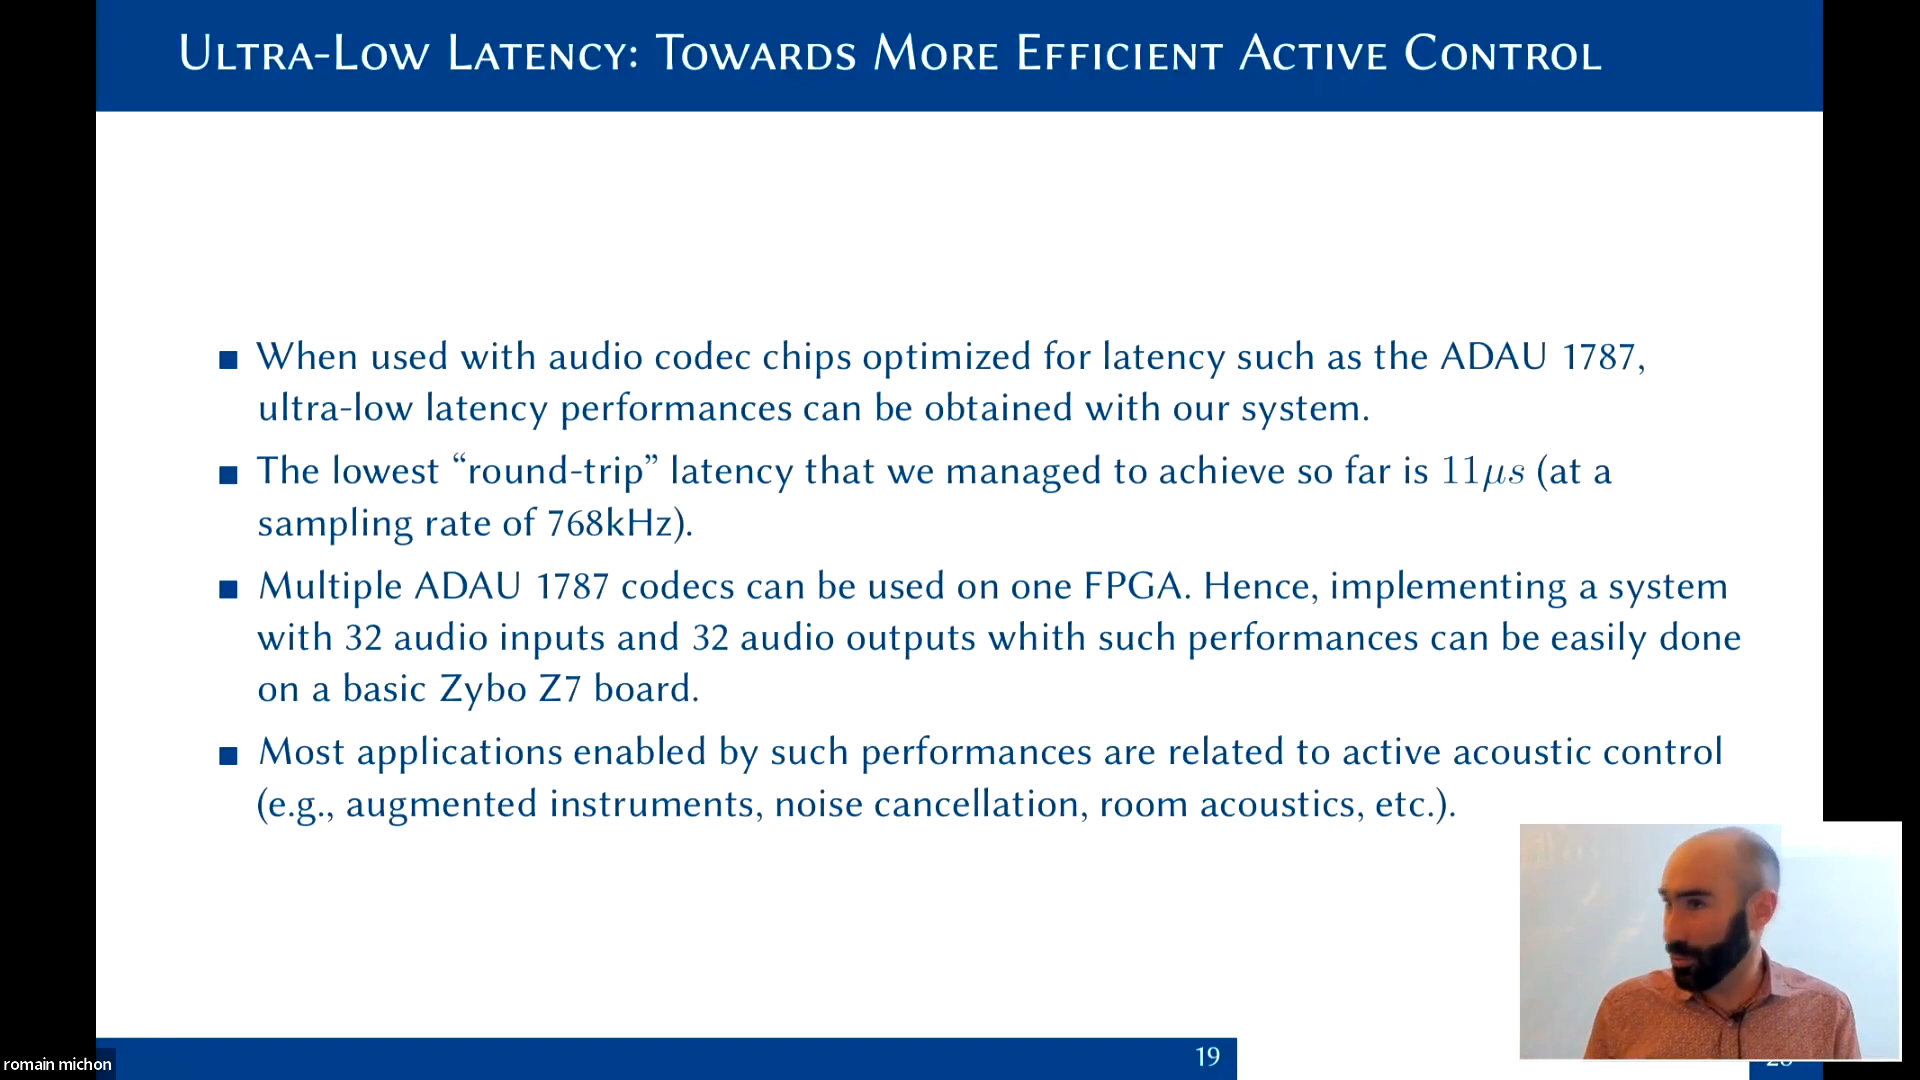 Ultra-Low Latency: Towards More Efficient Active Control
When used with audio codec chips optimized for latency such as the ADAU 1787,
ultra-low latency performances can be obtained with our system.
The lowest “round-trip” latency that we managed to achieve so far is 11μs (at a
sampling rate of 768kHz).
Multiple ADAU 1787 codecs can be used on one FPGA. Hence, implementing a system
with 32 audio inputs and 32 audio outputs whith such performances can be easily done
on a basic Zybo Z7 board.
Most applications enabled by such performances are related to active acoustic control
(e.g., augmented instruments, noise cancellation, room acoustics, etc.).
19
romain michon